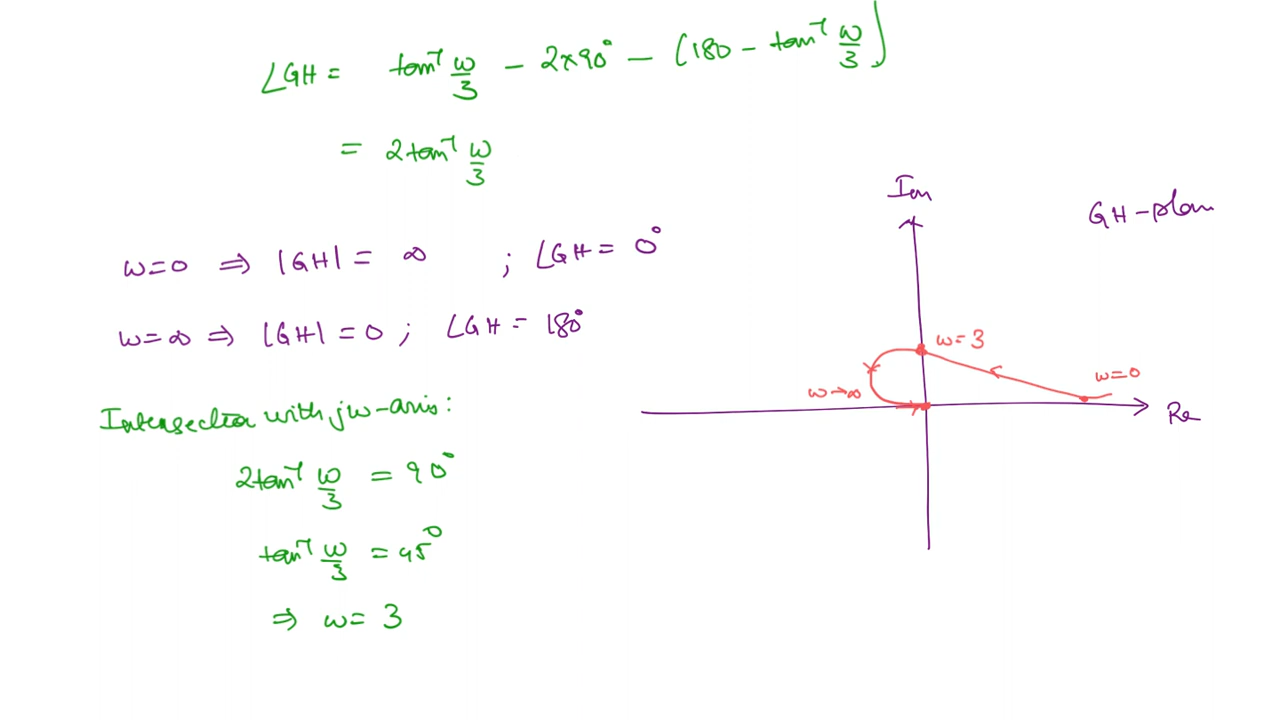 ∠GH = tan⁻¹ ω/3 − 2×90° − (180 − tan⁻¹ ω/3)
= 2tan⁻¹ ω/3
ω=0 ⇒ |GH| = ∞ ; ∠GH = 0°
ω=∞ ⇒ |GH| = 0 ; ∠GH = 180°
Intersection with jω-axis:
2tan⁻¹ ω/3 = 90°
tan⁻¹ ω/3 = 45°
⇒ ω = 3
Im
GH-plan
ω=3
ω=0
ω→∞
Re